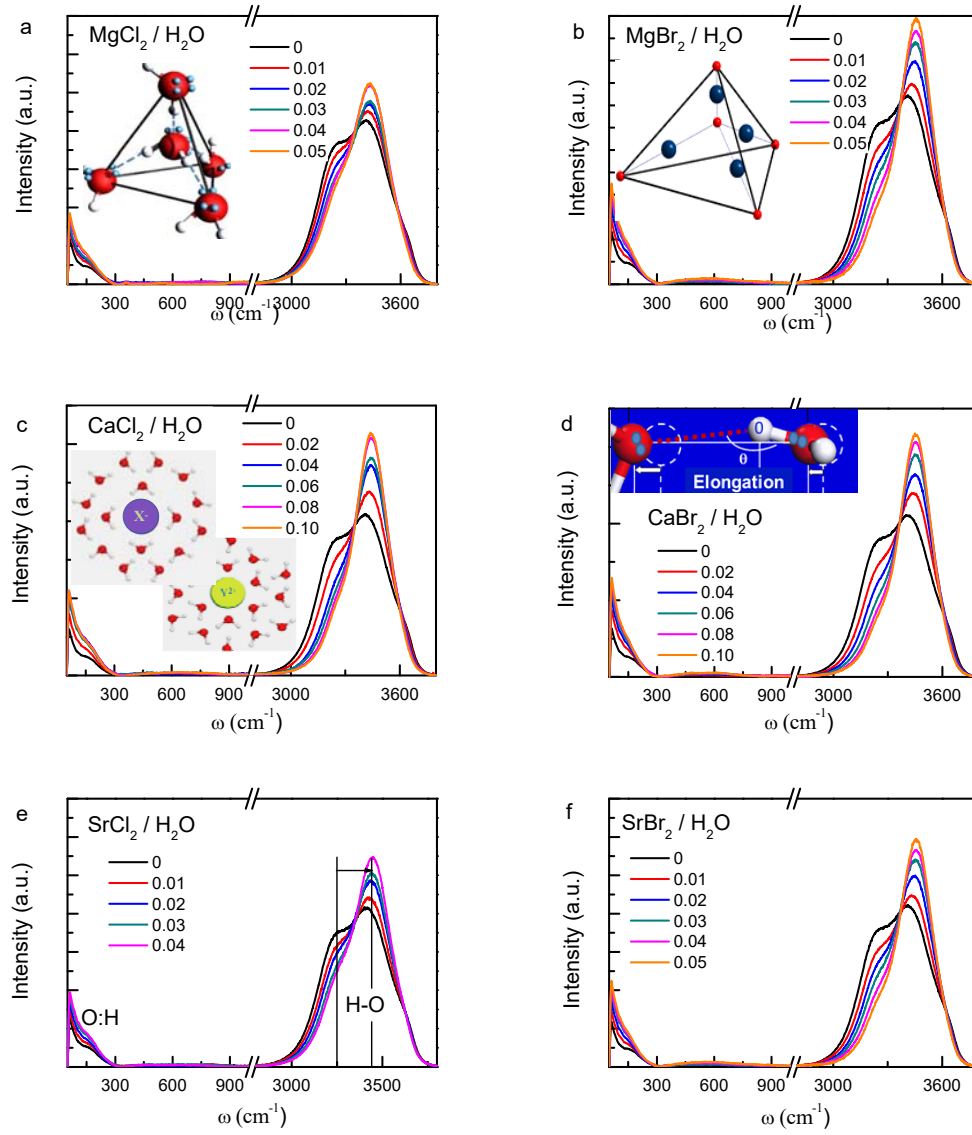 a
MgCl2 / H2O
0
0.01
0.02
0.03
0.04
0.05
Intensity (a.u.)
300 600 900 3000 3600
ω (cm-1)
b
MgBr2 / H2O
0
0.01
0.02
0.03
0.04
0.05
Intensity (a.u.)
300 600 900 3000 3600
ω (cm-1)
c
CaCl2 / H2O
0
0.02
0.04
0.06
0.08
0.10
X-
Y2+
Intensity (a.u.)
300 600 900 3000 3600
ω (cm-1)
d
0
θ
Elongation
CaBr2 / H2O
0
0.02
0.04
0.06
0.08
0.10
Intensity (a.u.)
300 600 900 3000 3600
ω (cm-1)
e
SrCl2 / H2O
0
0.01
0.02
0.03
0.04
O:H
H-O
Intensity (a.u.)
300 600 900 3000 3500
ω (cm-1)
f
SrBr2 / H2O
0
0.01
0.02
0.03
0.04
0.05
Intensity (a.u.)
300 600 900 3000 3600
ω (cm-1)